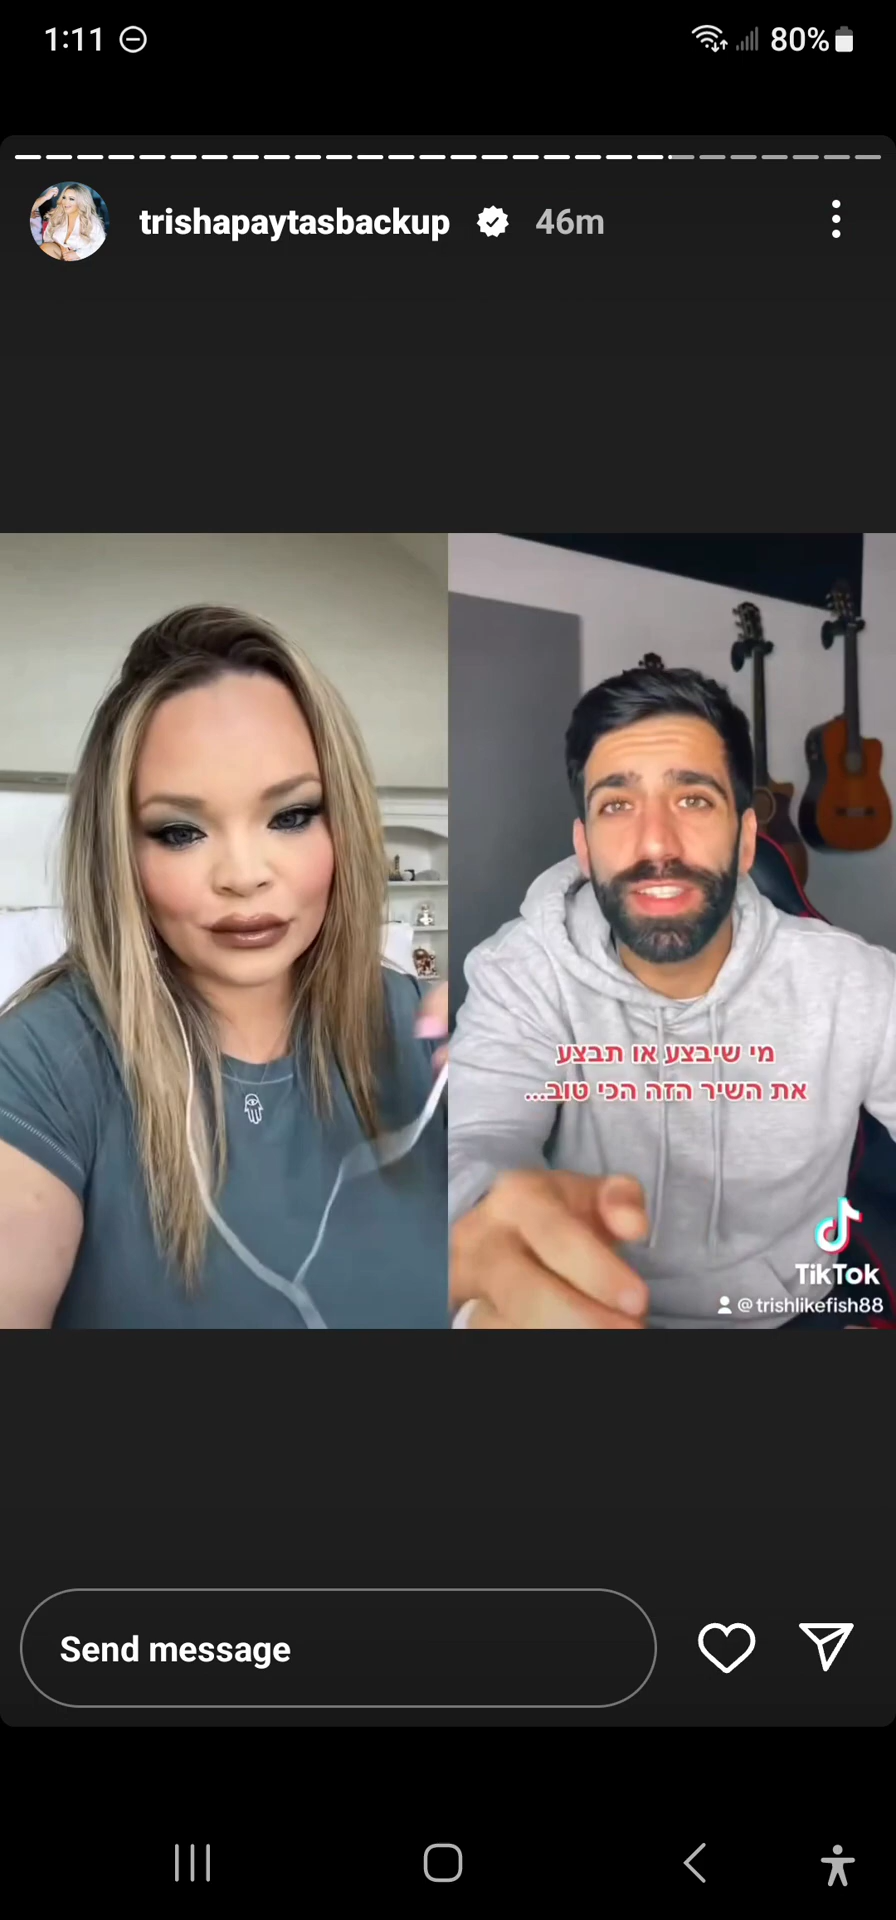 1:11
80%
trishapaytasbackup 46m
מי שיבצע או תבצע
את השיר הזה הכי טוב...
TikTok
@trishlikefish88
Send message